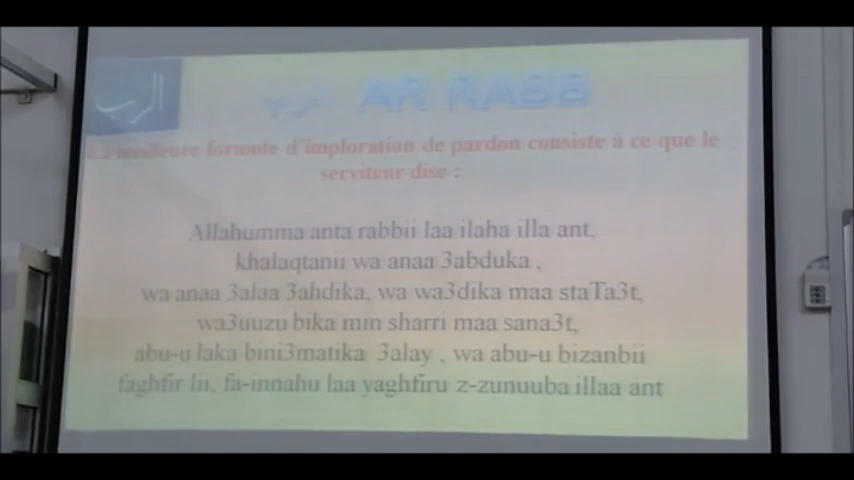 الرب
AR RABB
La meilleure formule d'imploration de pardon consiste à ce que le
serviteur dise :
Allahumma anta rabbii laa ilaha illa ant,
khalaqtanii wa anaa 3abduka ,
wa anaa 3alaa 3ahdika, wa wa3dika maa staTa3t,
wa3uuzu bika min sharri maa sana3t,
abu-u laka bini3matika 3alay , wa abu-u bizanbii
faghfir lii, fa-innahu laa yaghfiru z-zunuuba illaa ant